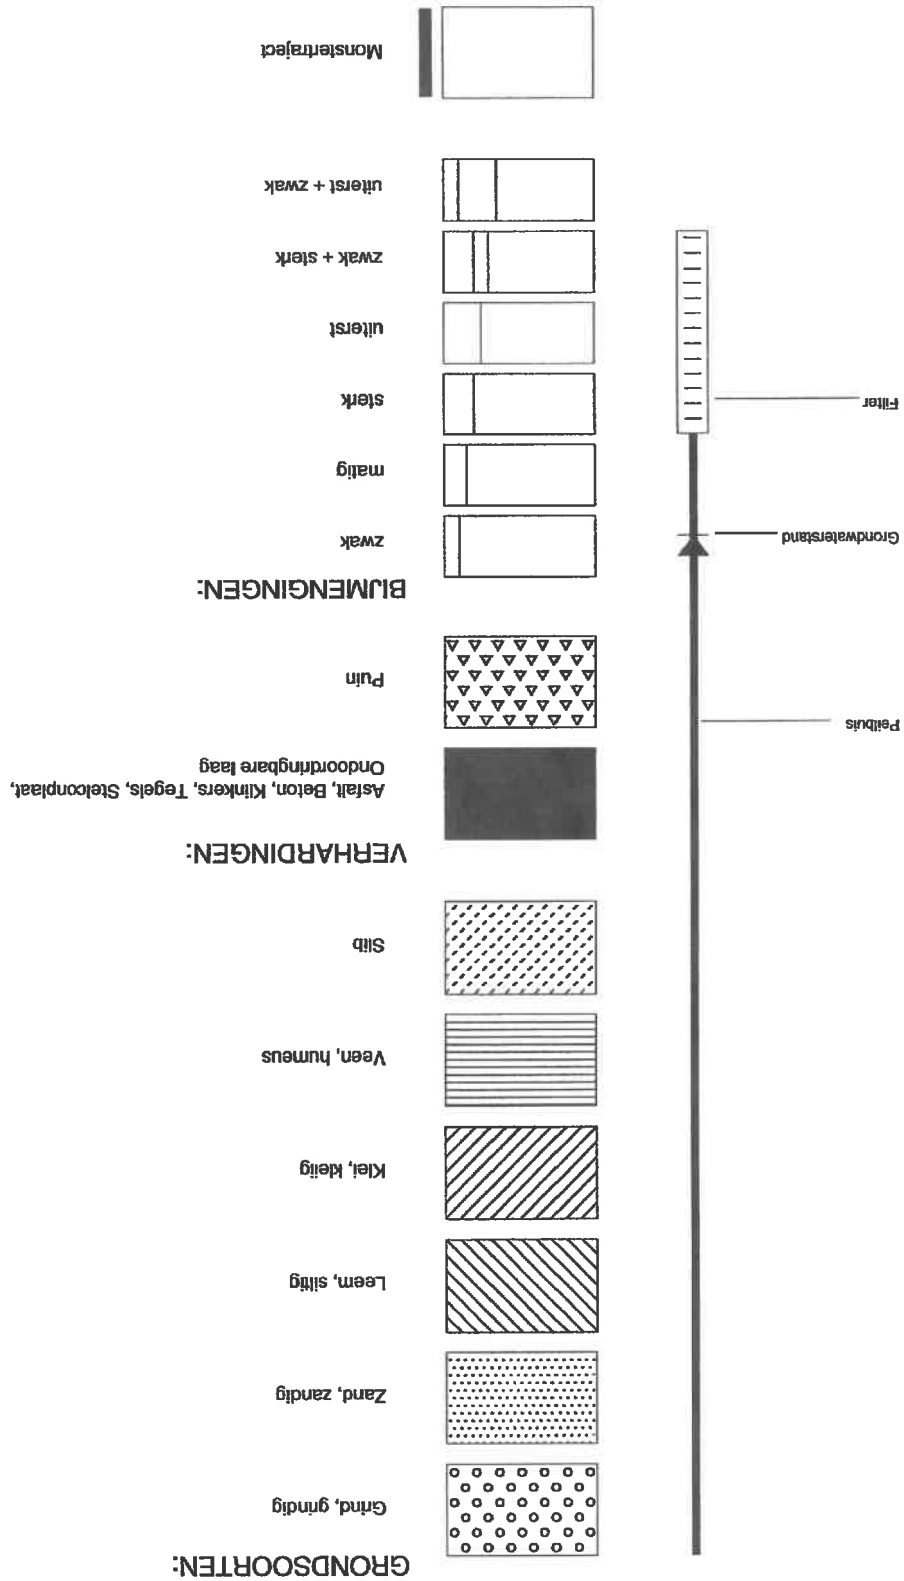 GRONDSOORTEN:
Grind, grindig
Zand, zandig
Leem, siltig
Klei, kleiig
Veen, humeus
Slib
VERHARDINGEN:
Asfalt, Beton, Klinkers, Tegels, Stelconplaat,
Ondoordringbare laag
Puin
BIJMENGINGEN:
zwak
matig
sterk
uiterst
zwak + sterk
uiterst + zwak
Monstertraject
Peilbuis
Grondwaterstand
Filter